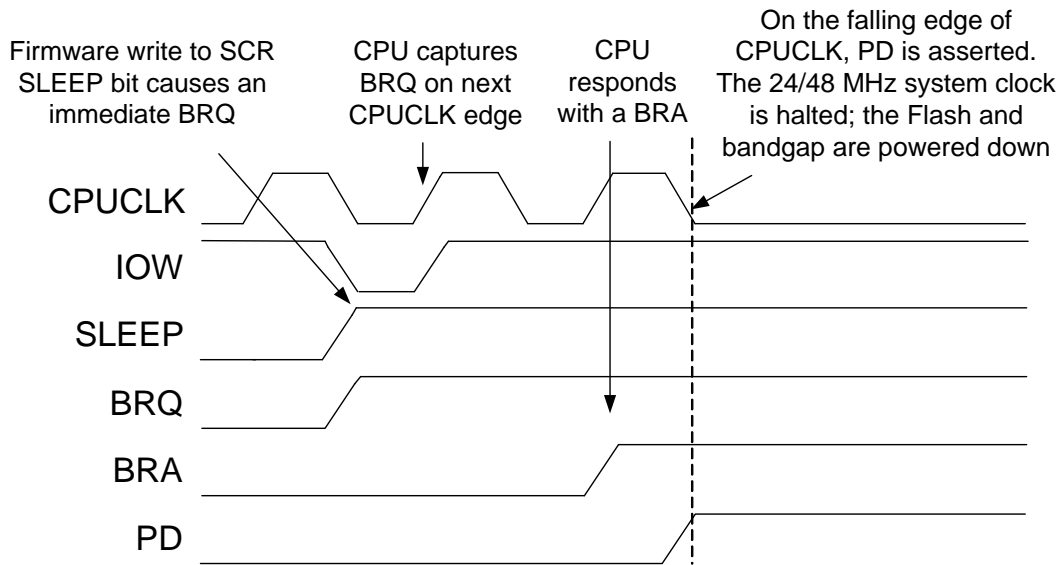 Firmware write to SCR
SLEEP bit causes an
immediate BRQ
CPU captures
BRQ on next
CPUCLK edge
CPU
responds
with a BRA
On the falling edge of
CPUCLK, PD is asserted.
The 24/48 MHz system clock
is halted; the Flash and
bandgap are powered down
CPUCLK
IOW
SLEEP
BRQ
BRA
PD